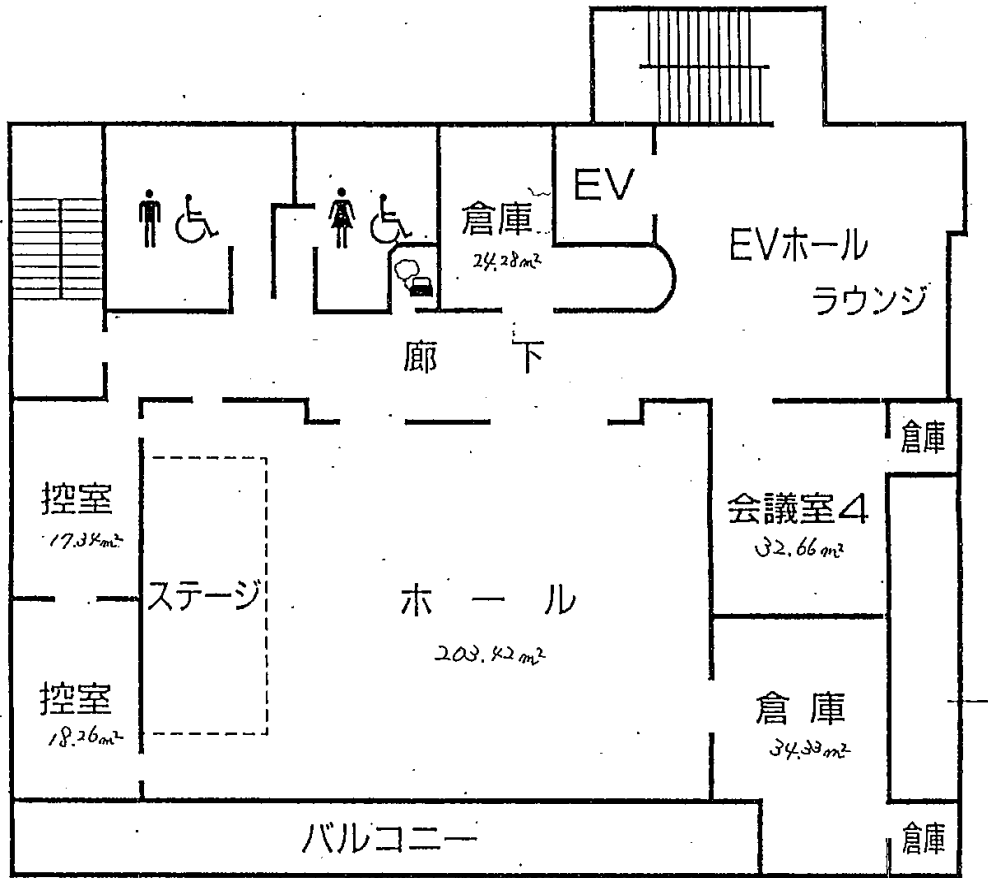 EV
倉庫
24.28㎡
EVホール
ラウンジ
廊 下
倉庫
控室
17.34㎡
会議室4
32.66㎡
ステージ
ホ ー ル
203.42㎡
控室
18.26㎡
倉 庫
34.33㎡
バルコニー
倉庫